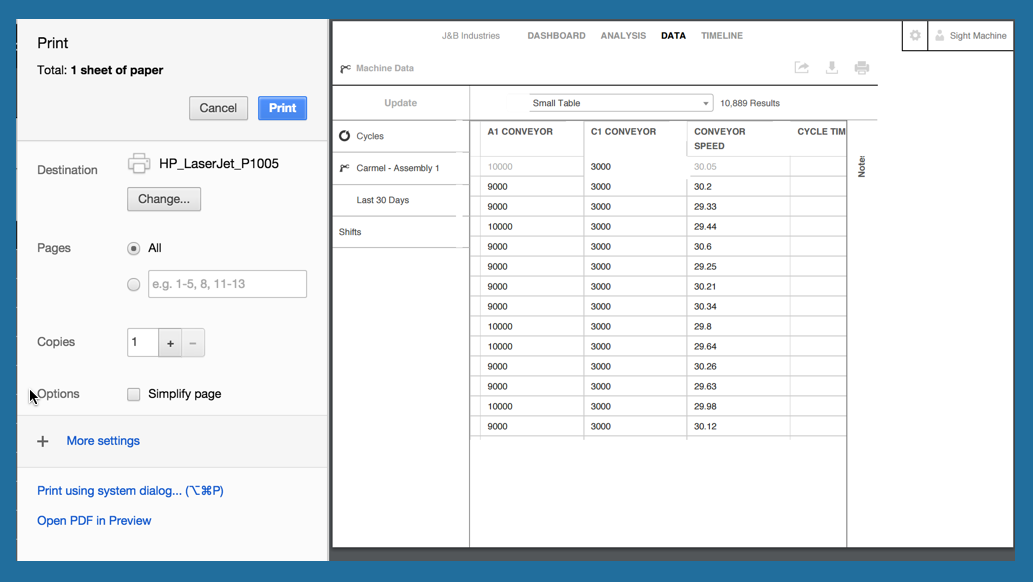 Print
Total: 1 sheet of paper
Cancel
Print
Destination
HP_LaserJet_P1005
Change...
Pages
All
e.g. 1-5, 8, 11-13
Copies
1
+
−
Options
Simplify page
+ More settings
Print using system dialog... (⌥⌘P)
Open PDF in Preview
J&B Industries DASHBOARD ANALYSIS DATA TIMELINE
Sight Machine
Machine Data
Update
Small Table
10,889 Results
Cycles
Carmel - Assembly 1
Last 30 Days
Shifts
A1 CONVEYOR C1 CONVEYOR CONVEYOR CYCLE TIM
SPEED
10000 3000 30.05
9000 3000 30.2
9000 3000 29.33
10000 3000 29.44
9000 3000 30.6
9000 3000 29.25
9000 3000 30.21
9000 3000 30.34
10000 3000 29.8
10000 3000 29.64
9000 3000 30.26
9000 3000 29.63
10000 3000 29.98
9000 3000 30.12